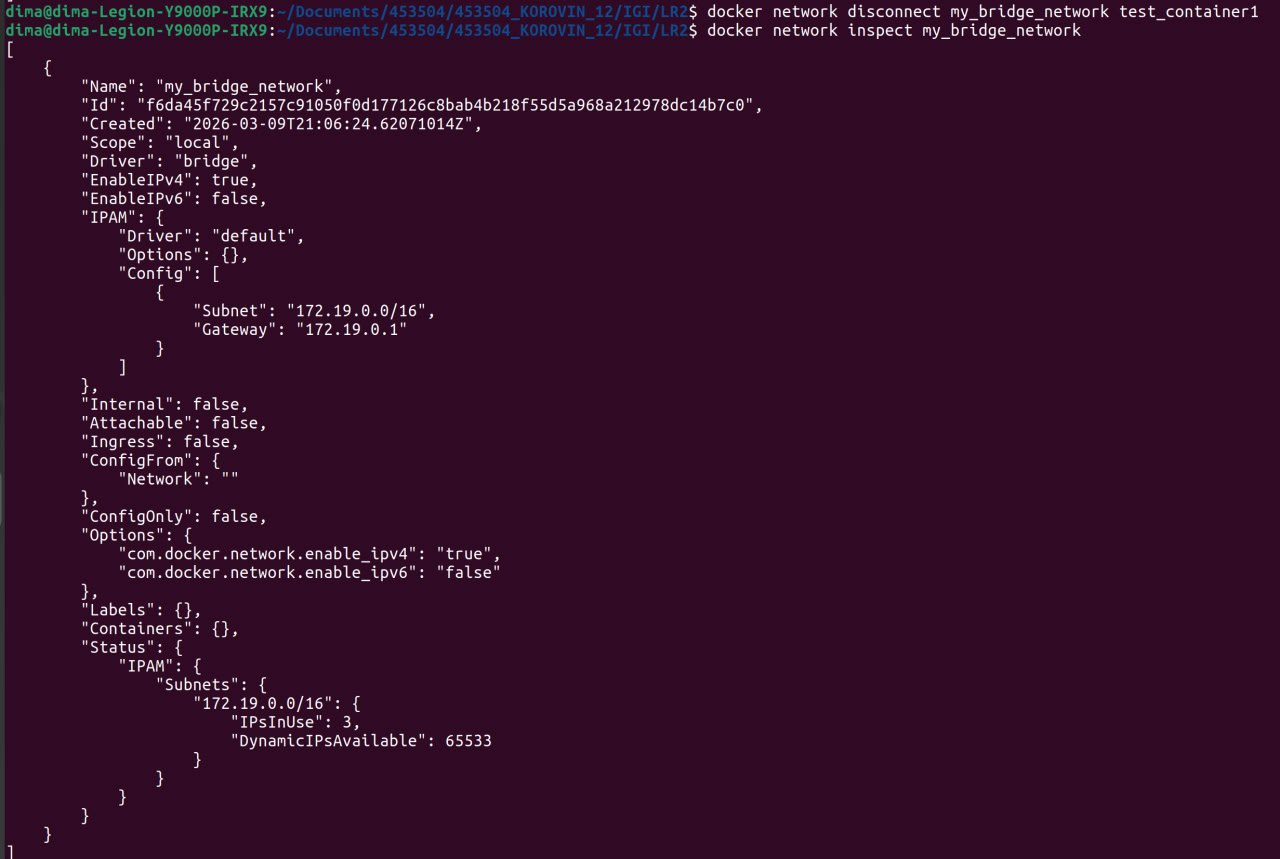 dima@dima-Legion-Y9000P-IRX9:~/Documents/453504/453504_KOROVIN_12/IGI/LR2$ docker network disconnect my_bridge_network test_container1
dima@dima-Legion-Y9000P-IRX9:~/Documents/453504/453504_KOROVIN_12/IGI/LR2$ docker network inspect my_bridge_network
[
    {
        "Name": "my_bridge_network",
        "Id": "f6da45f729c2157c91050f0d177126c8bab4b218f55d5a968a212978dc14b7c0",
        "Created": "2026-03-09T21:06:24.62071014Z",
        "Scope": "local",
        "Driver": "bridge",
        "EnableIPv4": true,
        "EnableIPv6": false,
        "IPAM": {
            "Driver": "default",
            "Options": {},
            "Config": [
                {
                    "Subnet": "172.19.0.0/16",
                    "Gateway": "172.19.0.1"
                }
            ]
        },
        "Internal": false,
        "Attachable": false,
        "Ingress": false,
        "ConfigFrom": {
            "Network": ""
        },
        "ConfigOnly": false,
        "Options": {
            "com.docker.network.enable_ipv4": "true",
            "com.docker.network.enable_ipv6": "false"
        },
        "Labels": {},
        "Containers": {},
        "Status": {
            "IPAM": {
                "Subnets": {
                    "172.19.0.0/16": {
                        "IPsInUse": 3,
                        "DynamicIPsAvailable": 65533
                    }
                }
            }
        }
    }
]